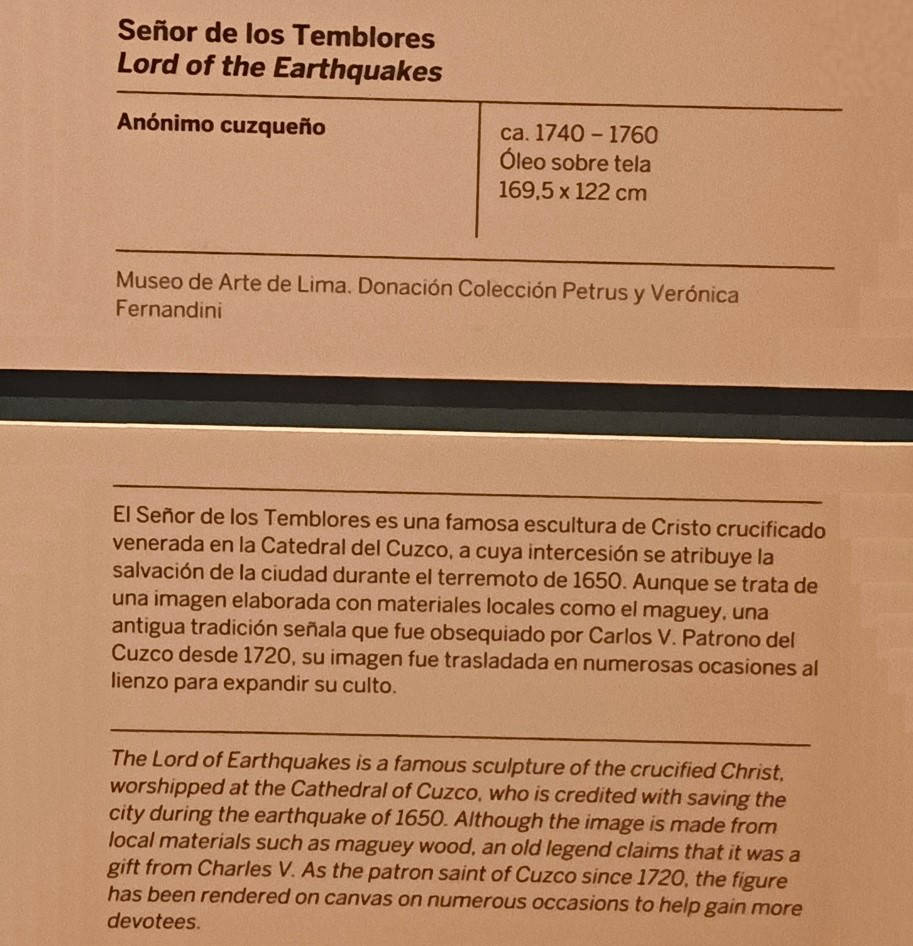 Señor de los Temblores
Lord of the Earthquakes
Anónimo cuzqueño
ca. 1740 – 1760
Óleo sobre tela
169,5 x 122 cm
Museo de Arte de Lima. Donación Colección Petrus y Verónica
Fernandini
El Señor de los Temblores es una famosa escultura de Cristo crucificado
venerada en la Catedral del Cuzco, a cuya intercesión se atribuye la
salvación de la ciudad durante el terremoto de 1650. Aunque se trata de
una imagen elaborada con materiales locales como el maguey, una
antigua tradición señala que fue obsequiado por Carlos V. Patrono del
Cuzco desde 1720, su imagen fue trasladada en numerosas ocasiones al
lienzo para expandir su culto.
The Lord of Earthquakes is a famous sculpture of the crucified Christ,
worshipped at the Cathedral of Cuzco, who is credited with saving the
city during the earthquake of 1650. Although the image is made from
local materials such as maguey wood, an old legend claims that it was a
gift from Charles V. As the patron saint of Cuzco since 1720, the figure
has been rendered on canvas on numerous occasions to help gain more
devotees.